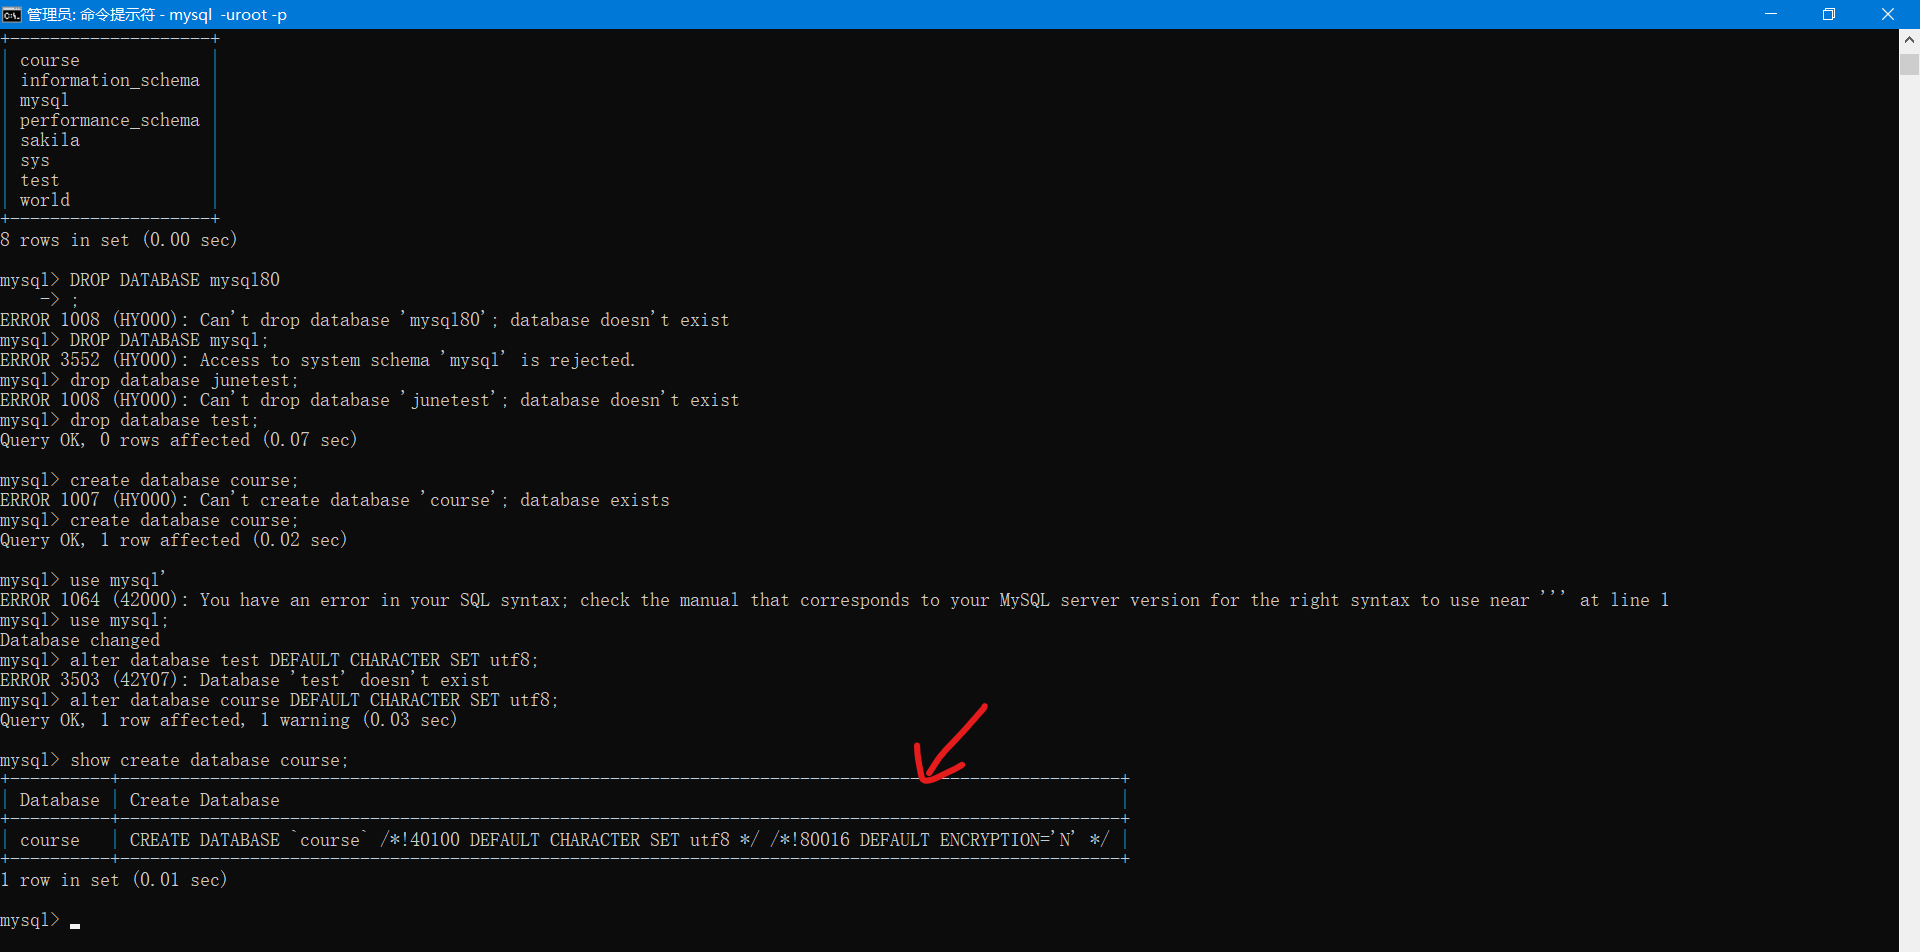 管理员: 命令提示符 - mysql  -uroot -p
+--------------------+
| course             |
| information_schema |
| mysql              |
| performance_schema |
| sakila             |
| sys                |
| test               |
| world              |
+--------------------+
8 rows in set (0.00 sec)
mysql> DROP DATABASE mysql80
    -> ;
ERROR 1008 (HY000): Can't drop database 'mysql80'; database doesn't exist
mysql> DROP DATABASE mysql;
ERROR 3552 (HY000): Access to system schema 'mysql' is rejected.
mysql> drop database junetest;
ERROR 1008 (HY000): Can't drop database 'junetest'; database doesn't exist
mysql> drop database test;
Query OK, 0 rows affected (0.07 sec)
mysql> create database course;
ERROR 1007 (HY000): Can't create database 'course'; database exists
mysql> create database course;
Query OK, 1 row affected (0.02 sec)
mysql> use mysql'
ERROR 1064 (42000): You have an error in your SQL syntax; check the manual that corresponds to your MySQL server version for the right syntax to use near ''' at line 1
mysql> use mysql;
Database changed
mysql> alter database test DEFAULT CHARACTER SET utf8;
ERROR 3503 (42Y07): Database 'test' doesn't exist
mysql> alter database course DEFAULT CHARACTER SET utf8;
Query OK, 1 row affected, 1 warning (0.03 sec)
mysql> show create database course;
+----------+----------------------------------------------------------------------------------------------------+
| Database | Create Database                                                                                    |
+----------+----------------------------------------------------------------------------------------------------+
| course   | CREATE DATABASE `course` /*!40100 DEFAULT CHARACTER SET utf8 */ /*!80016 DEFAULT ENCRYPTION='N' */ |
+----------+----------------------------------------------------------------------------------------------------+
1 row in set (0.01 sec)
mysql>